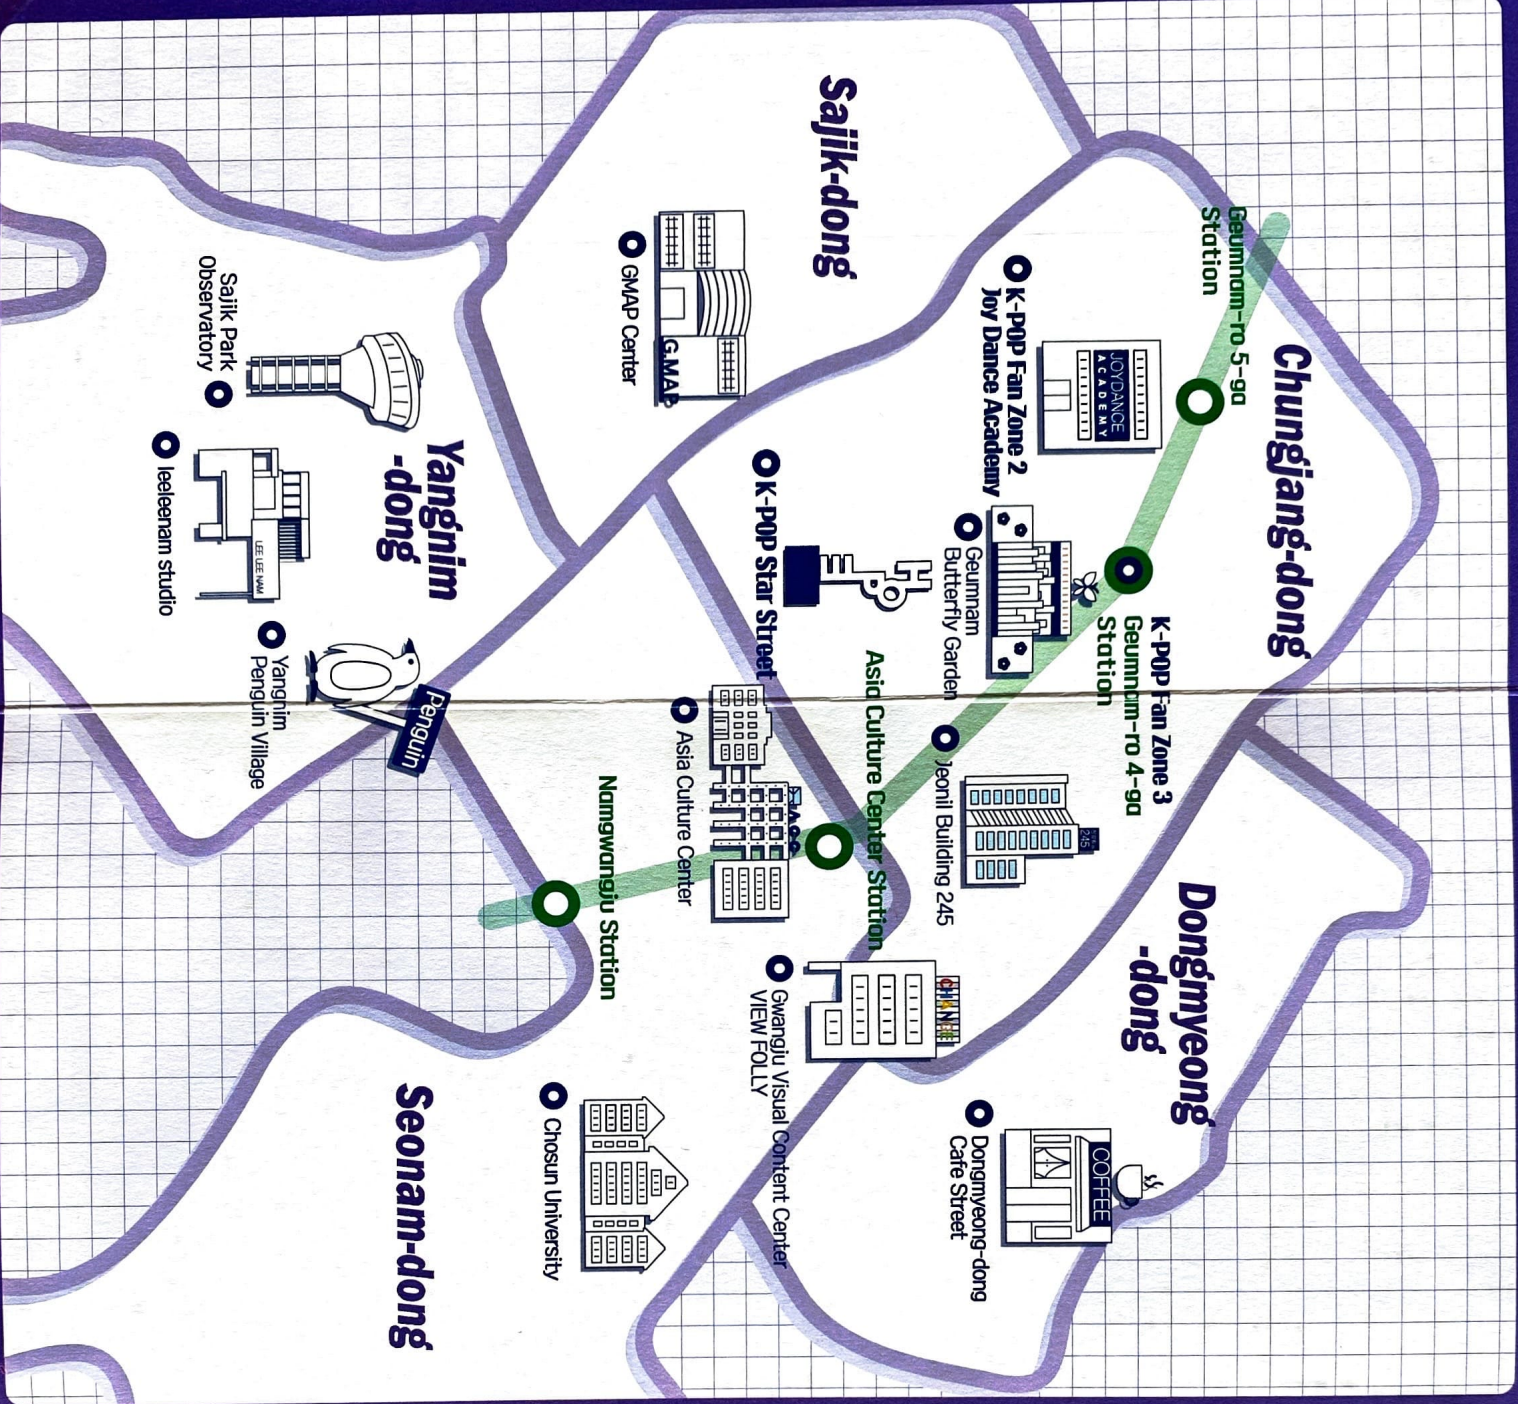 Sajik-dong
G.MAP
GMAP Center
Chungjang-dong
Geumnam-ro 5-ga
Station
JOYDANCE
ACADEMY
K-POP Fan Zone 2
Joy Dance Academy
K-POP Fan Zone 3
Geumnam-ro 4-ga
Station
Geumnam
Butterfly Garden
K-POP Star Street
Asia Culture Center Station
245
Jeonil Building 245
Asia Culture Center
Sajik Park
Observatory
Yangnim
-dong
LEE LEE NAM
leeleenam studio
Penguin
Yangnim
Penguin Village
Namgwangju Station
Dongmyeong
-dong
CHANGE
Gwangju Visual Content Center
VIEW FOLLY
COFFEE
Dongmyeong-dong
Cafe Street
Chosun University
Seonam-dong